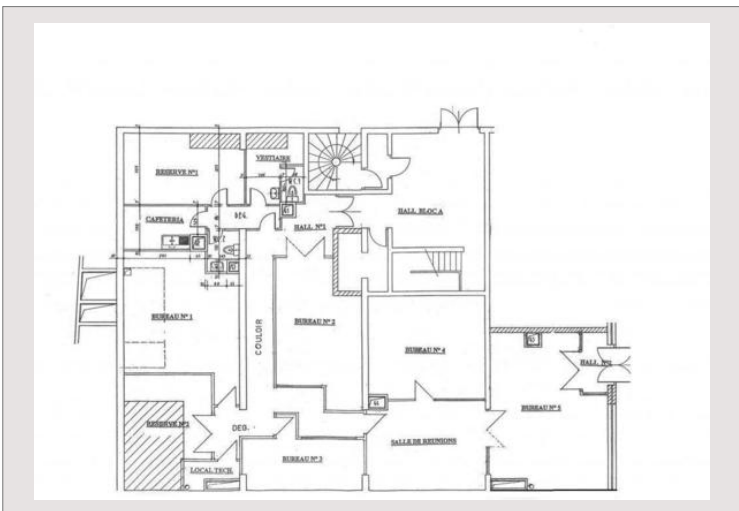 VESTIAIRE
RESERVE N°1
CAFETERIA
DEG.
HALL N°1
HALL BLOC A
BUREAU N° 1
COULOIR
BUREAU N° 2
BUREAU N° 4
HALL N°2
BUREAU N° 5
RESERVE N°2
DEG.
SALLE DE REUNIONS
BUREAU N° 3
LOCAL TECH.